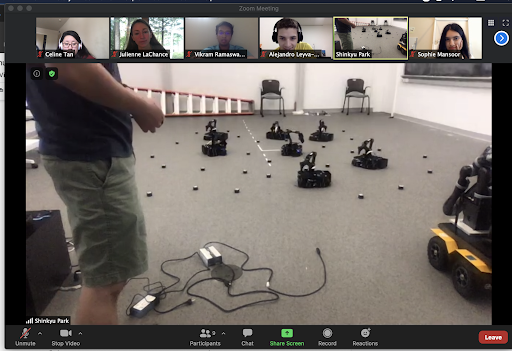 Zoom Meeting
Celine Tan
Julienne LaChance
Vikram Ramaswa...
Alejandro Leyva-...
Shinkyu Park
Sophie Mansoor
Shinkyu Park
Unmute
Stop Video
Participants
9
Chat
Share Screen
Record
Reactions
Leave